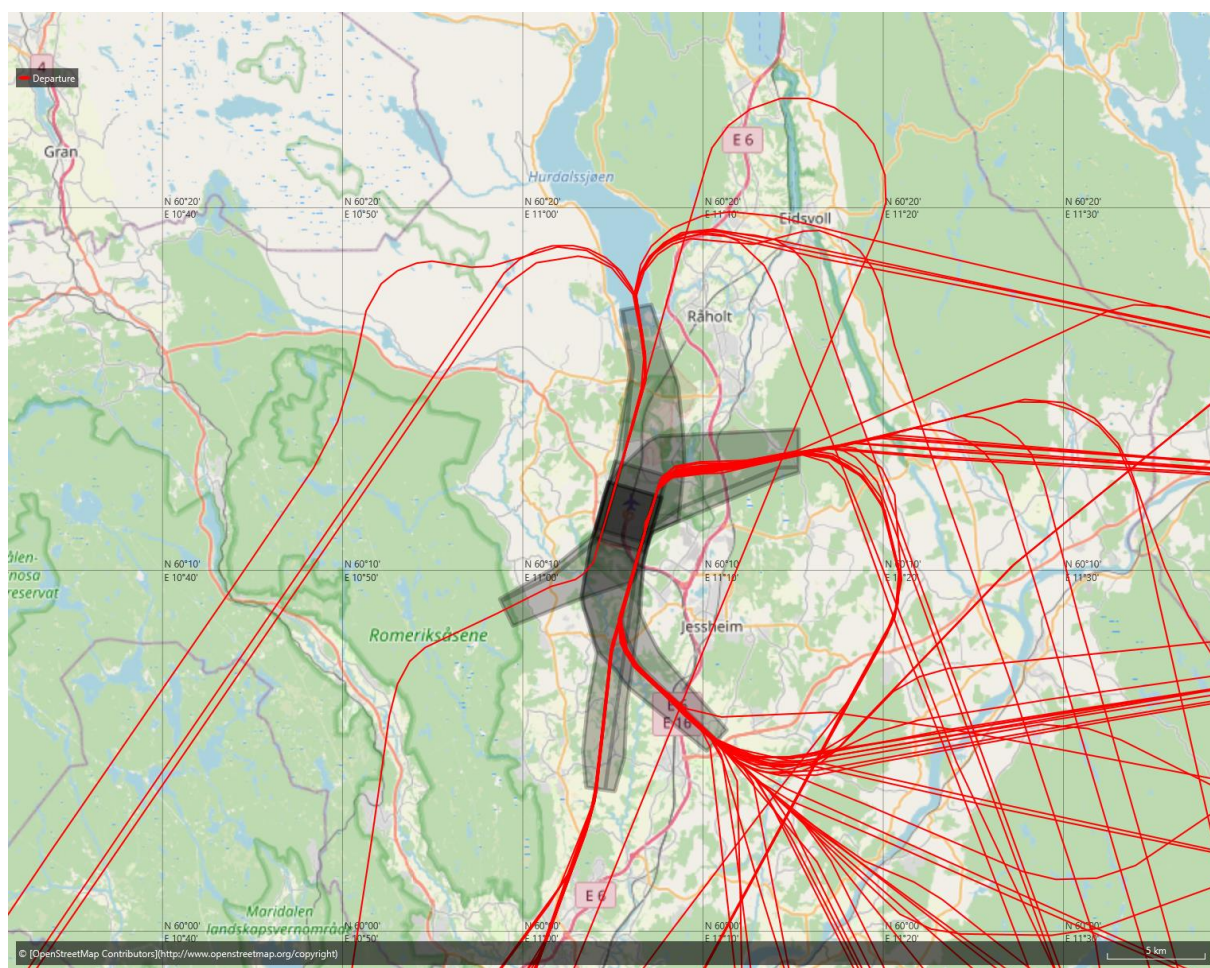 4
Departure
Gran
E 6
Hurdalssjøen
N 60°20'
E 10°40'
N 60°20'
E 10°50'
N 60°20'
E 11°00'
N 60°20'
E 11°10'
Eidsvoll
N 60°20'
E 11°20'
N 60°20'
E 11°30'
Råholt
ålen-
nosa
reservat
N 60°10'
E 10°40'
N 60°10'
E 10°50'
N 60°10'
E 11°00'
N 60°10'
E 11°10'
N 60°10'
E 11°20'
N 60°10'
E 11°30'
Romeriksåsene
Jessheim
E 16
E 6
Maridalen
landskapsvernområde
N 60°00'
E 10°40'
N 60°00'
E 10°50'
N 60°00'
E 11°00'
N 60°00'
E 11°10'
N 60°00'
E 11°20'
N 60°00'
E 11°30'
© [OpenStreetMap Contributors](http://www.openstreetmap.org/copyright)
5 km